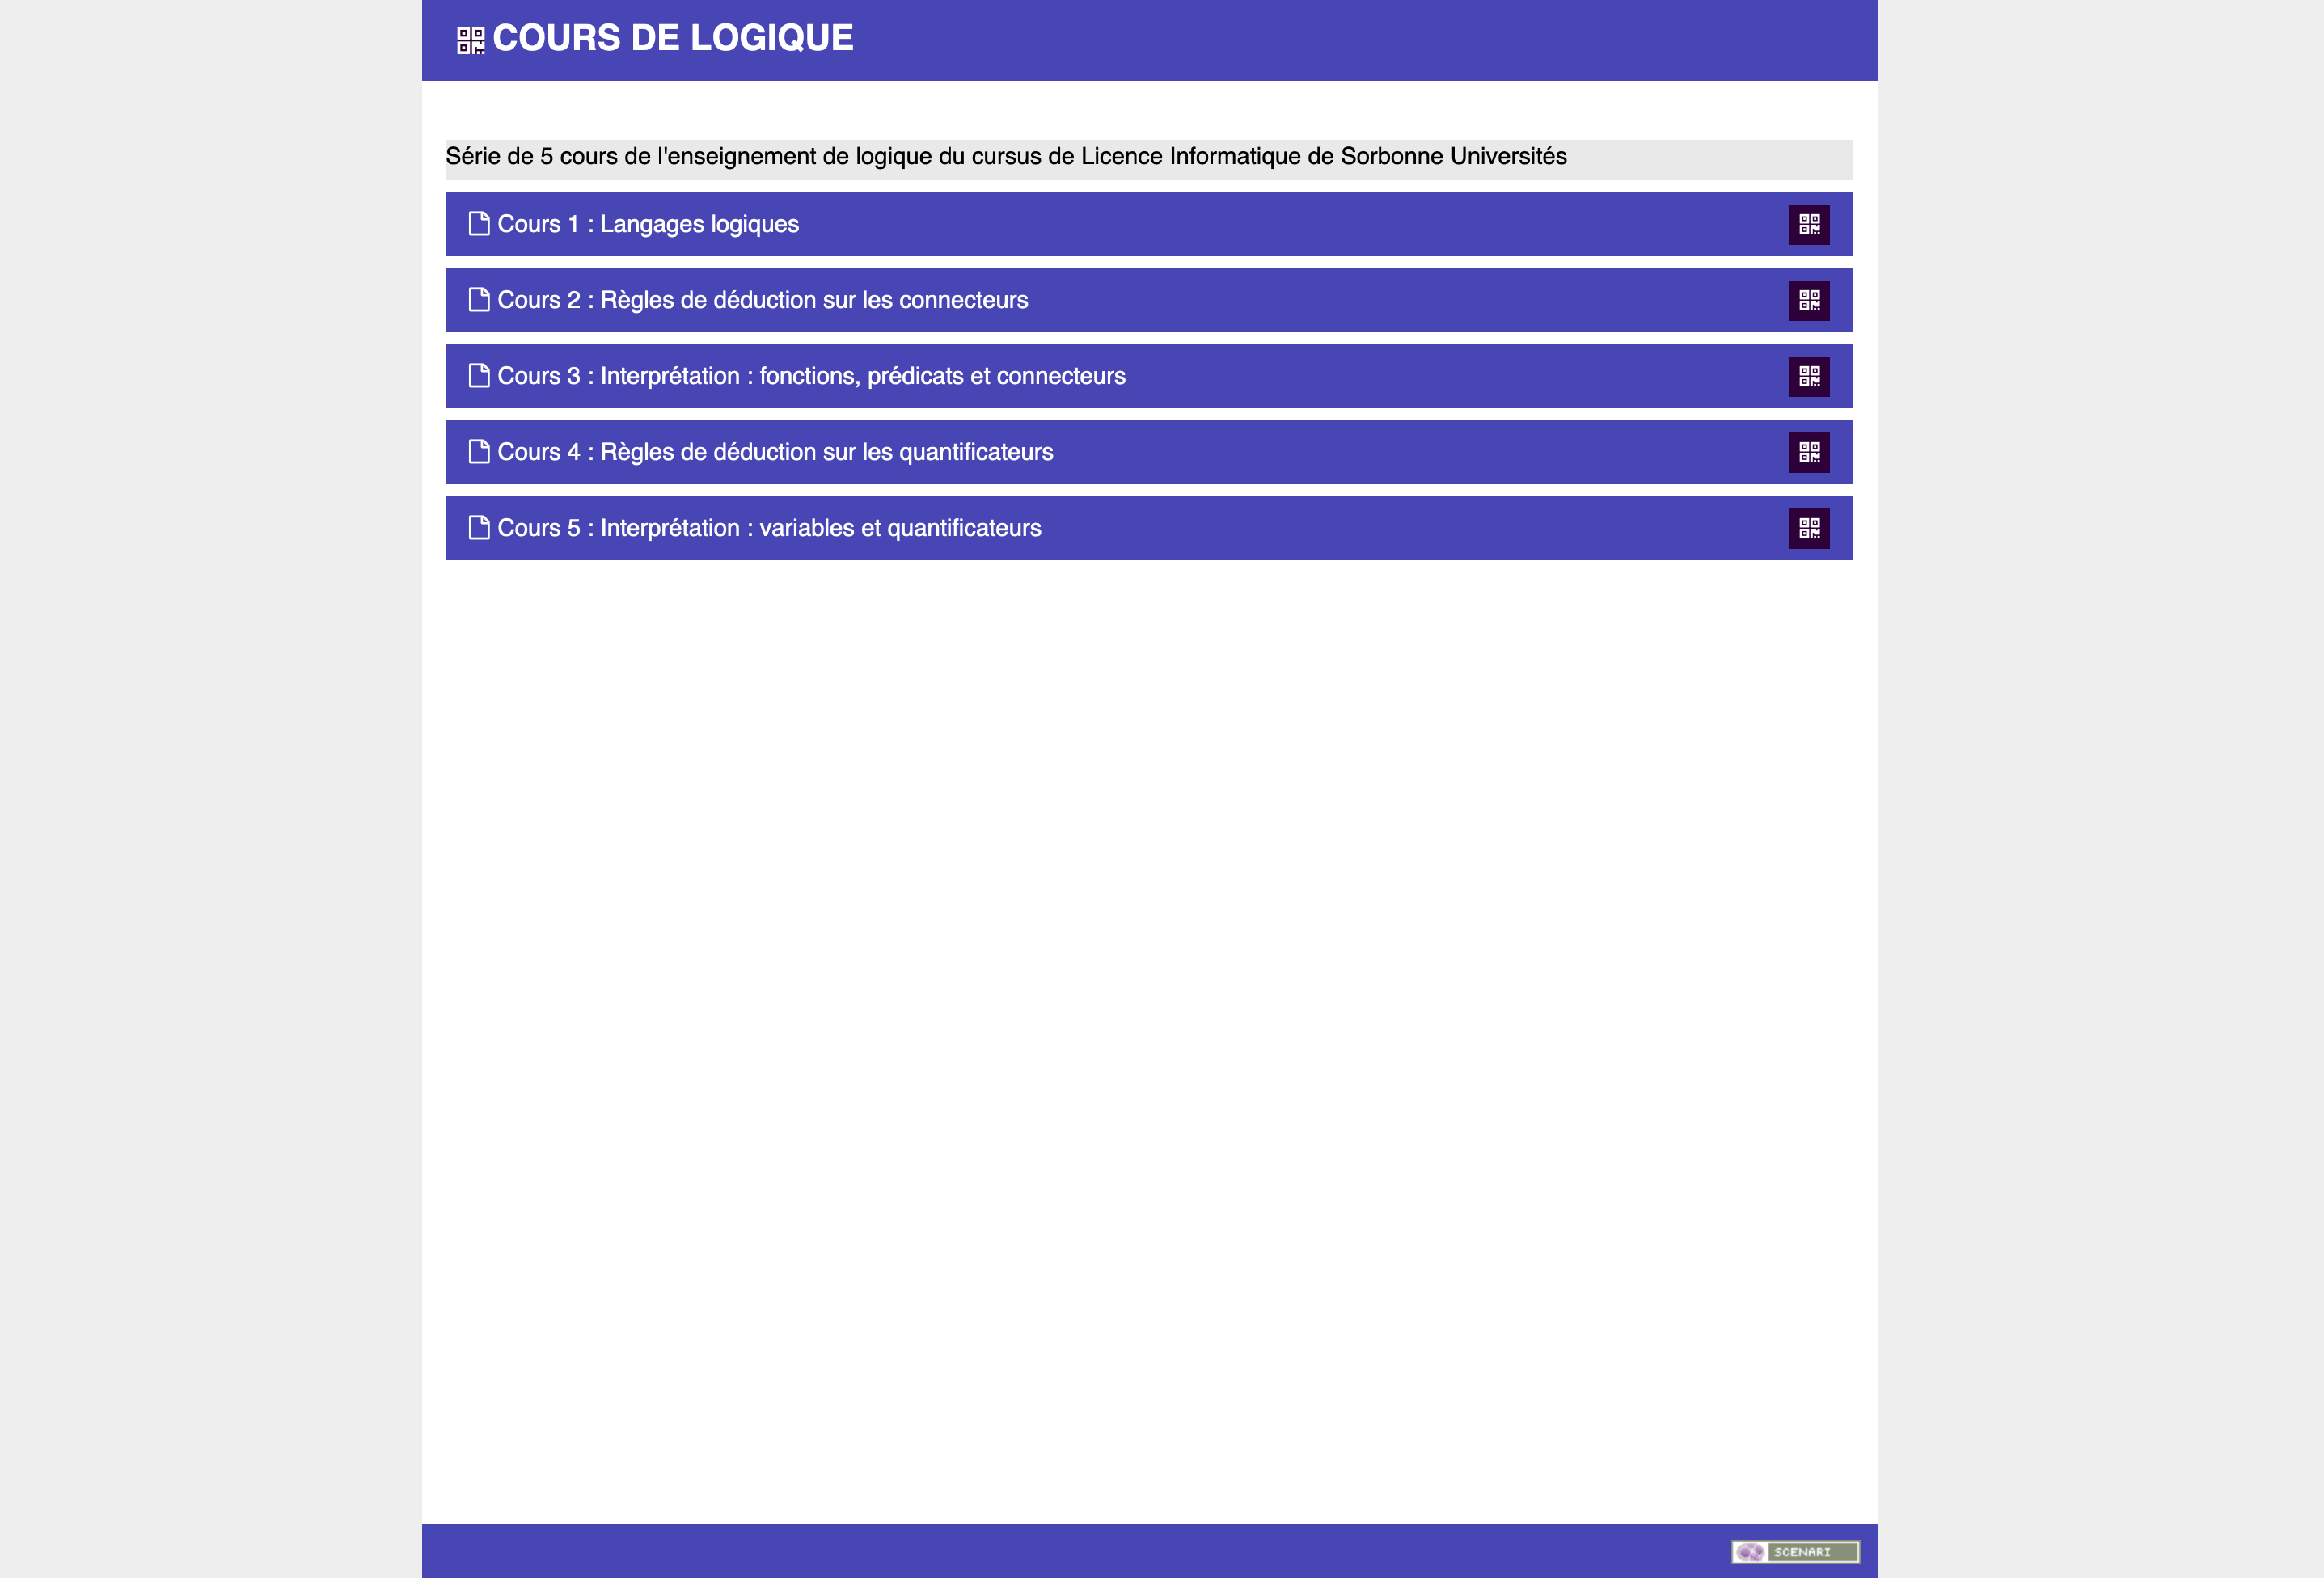 COURS DE LOGIQUE
Série de 5 cours de l'enseignement de logique du cursus de Licence Informatique de Sorbonne Universités
Cours 1 : Langages logiques
Cours 2 : Règles de déduction sur les connecteurs
Cours 3 : Interprétation : fonctions, prédicats et connecteurs
Cours 4 : Règles de déduction sur les quantificateurs
Cours 5 : Interprétation : variables et quantificateurs
SCENARI